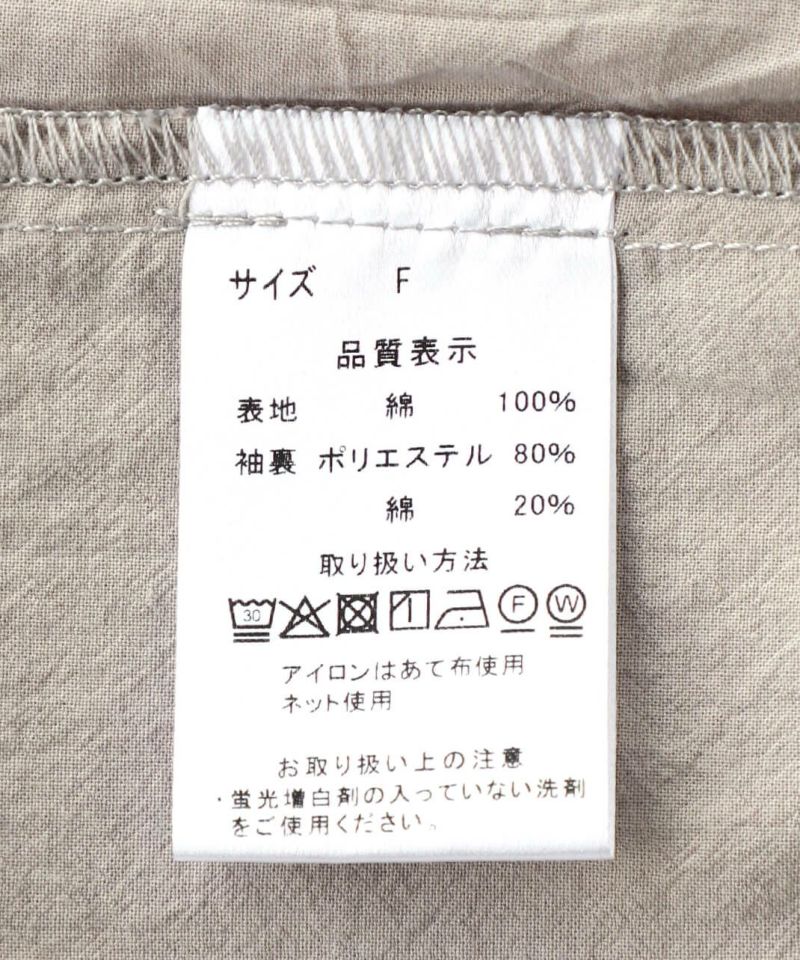 サイズ F
品質表示
表地 綿 100%
袖裏 ポリエステル 80%
綿 20%
取り扱い方法
30 F W
アイロンはあて布使用
ネット使用
お取り扱い上の注意
・蛍光増白剤の入っていない洗剤
をご使用ください。